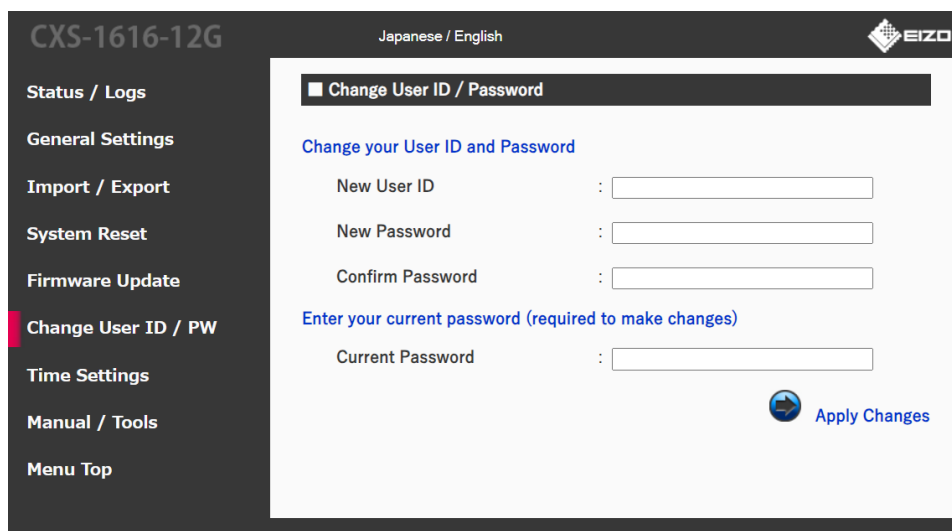 CXS-1616-12G
Japanese / English
EIZO
Status / Logs
General Settings
Import / Export
System Reset
Firmware Update
Change User ID / PW
Time Settings
Manual / Tools
Menu Top
■ Change User ID / Password
Change your User ID and Password
New User ID :
New Password :
Confirm Password :
Enter your current password (required to make changes)
Current Password :
Apply Changes